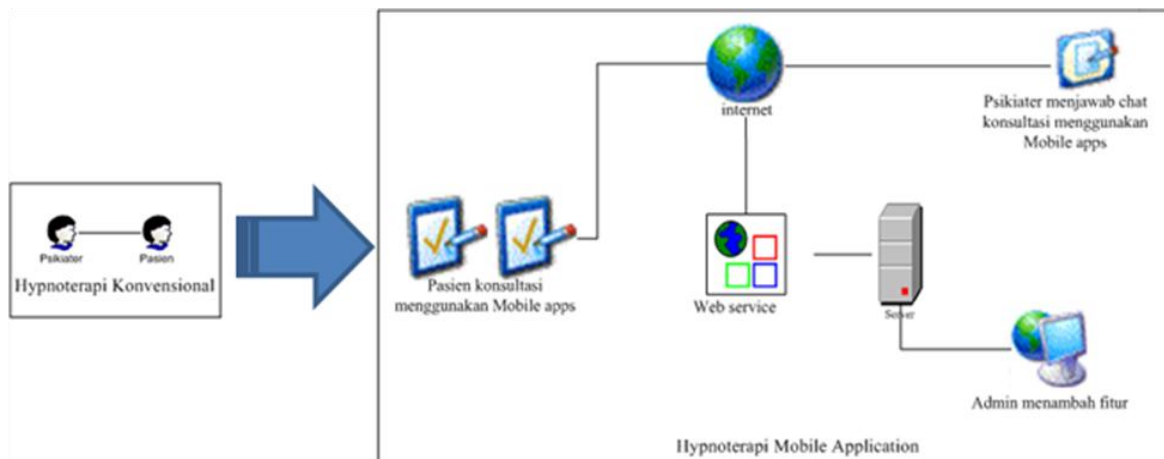 Psikiater
Pasien
Hypnoterapi Konvensional
internet
Psikiater menjawab chat
konsultasi menggunakan
Mobile apps
Pasien konsultasi
menggunakan Mobile apps
Web service
Server
Admin menambah fitur
Hypnoterapi Mobile Application